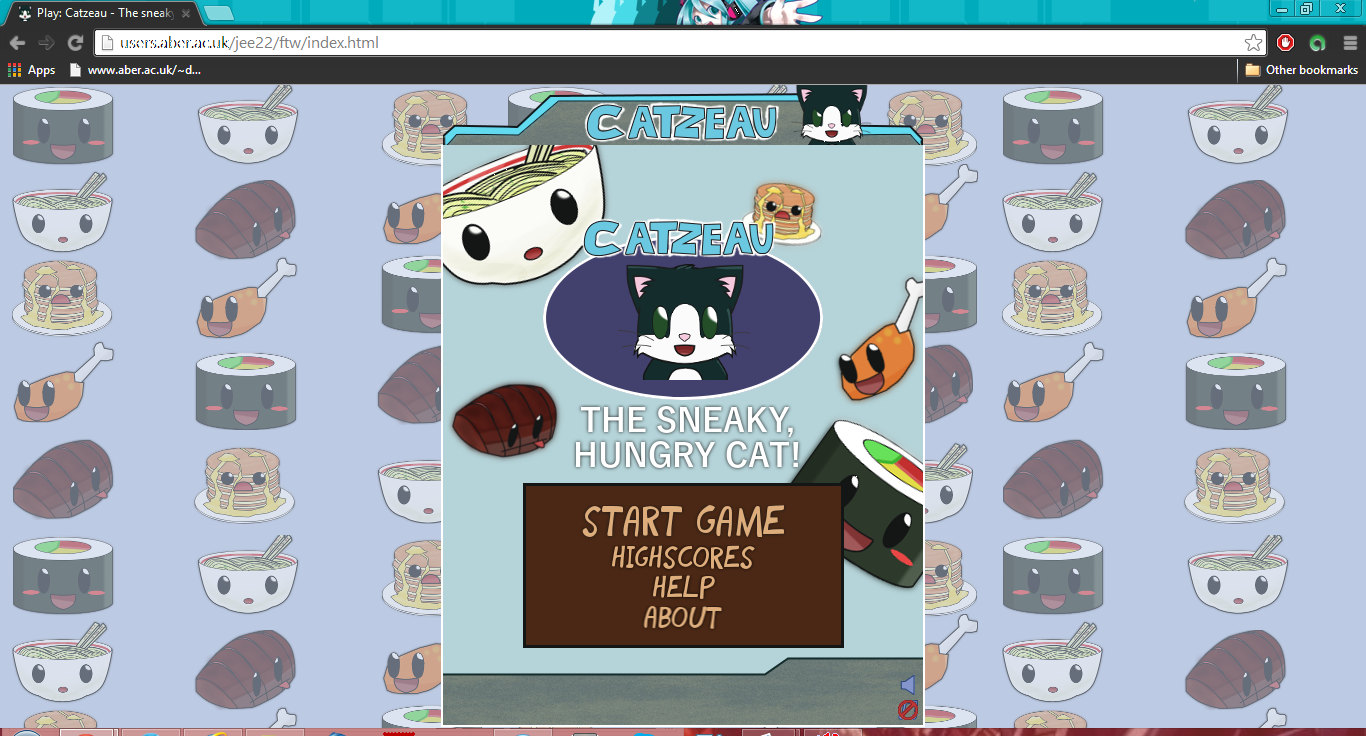 Play: Catzeau - The sneaky
users.aber.ac.uk/jee22/ftw/index.html
Apps
www.aber.ac.uk/~d...
Other bookmarks
CATZEAU
CATZEAU
THE SNEAKY,
HUNGRY CAT!
START GAME
HIGHSCORES
HELP
ABOUT